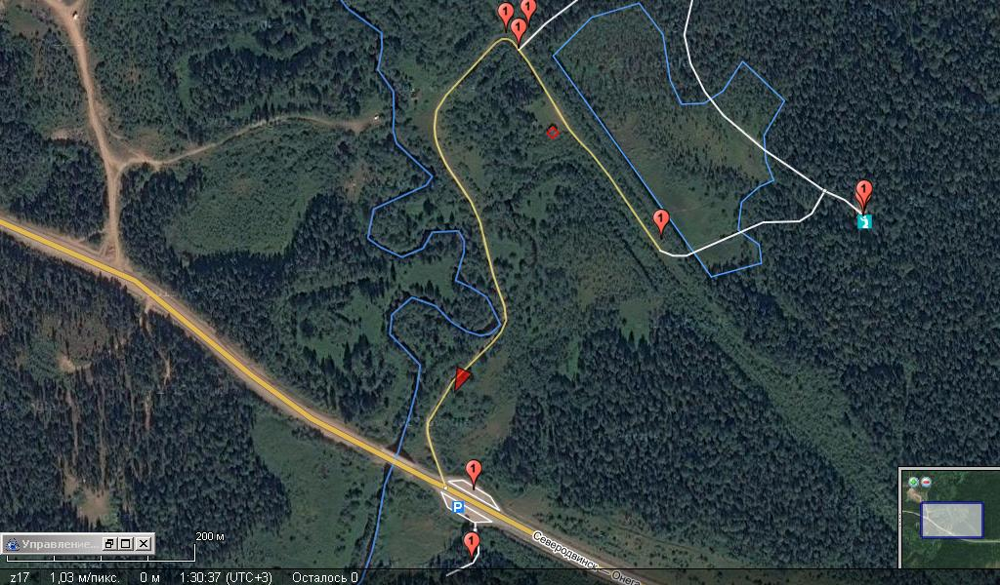 1
1
1
1
1
1
P
1
Северодвинск - Онега
Управление...
200 м
z17 1,03 м/пикс. 0 м 1:30:37 (UTC+3) Осталось 0